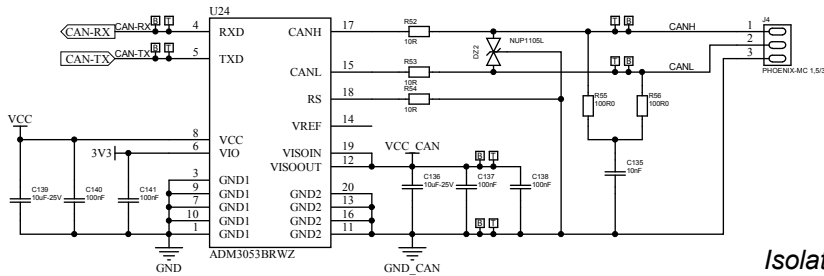 U24
CAN-RX CAN-RX B T 4 RXD CANH 17 R52 10R B T CANH 1 J4
CAN-TX CAN-TX B T 5 TXD DZ2 NUP1105L 2
CANL 15 R53 10R B T CANL 3
PHOENIX-MC 1,5/3
RS 18 R54 10R R55 100R0 R56 100R0
VREF 14
VCC 8 VCC VCC_CAN
3V3 6 VIO VISOIN 19
VISOOUT 12 B T C135 10nF
3 GND1
C139 10uF-25V C140 100nF C141 100nF 9 GND1 GND2 20 C136 10uF-25V C137 100nF C138 100nF
7 GND1 GND2 13
10 GND1 GND2 16
1 GND1 GND2 11 B T
ADM3053BRWZ
GND GND_CAN